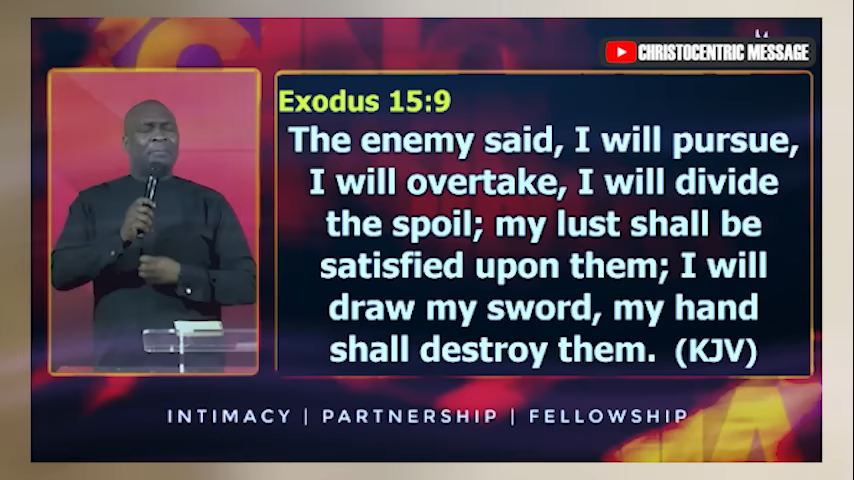 CHRISTOCENTRIC MESSAGE
Exodus 15:9
The enemy said, I will pursue,
I will overtake, I will divide
the spoil; my lust shall be
satisfied upon them; I will
draw my sword, my hand
shall destroy them. (KJV)
INTIMACY | PARTNERSHIP | FELLOWSHIP